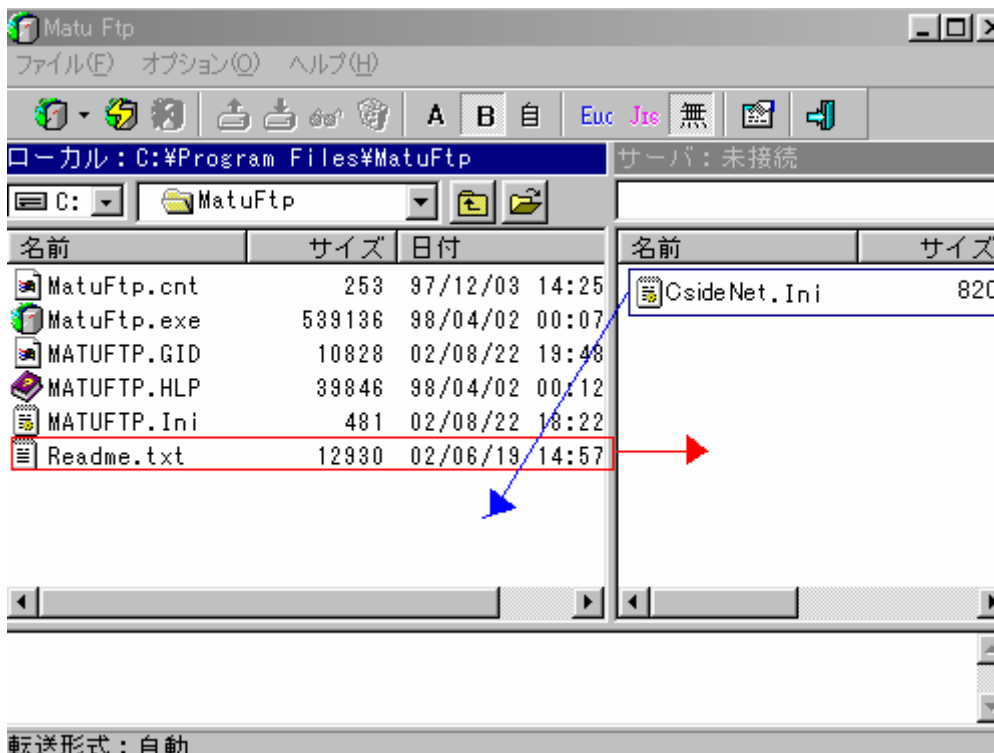 Matu Ftp
ファイル(F) オプション(O) ヘルプ(H)
A B 自 Euc JIS 無
ローカル：C:¥Program Files¥MatuFtp
サーバ：未接続
C: MatuFtp
名前 サイズ 日付
MatuFtp.cnt 253 97/12/03 14:25
MatuFtp.exe 539136 98/04/02 00:07
MATUFTP.GID 10828 02/08/22 19:48
MATUFTP.HLP 39846 98/04/02 00:12
MATUFTP.Ini 481 02/08/22 18:22
Readme.txt 12930 02/06/19 14:57
名前 サイズ
CsideNet.Ini 820
転送形式：自動